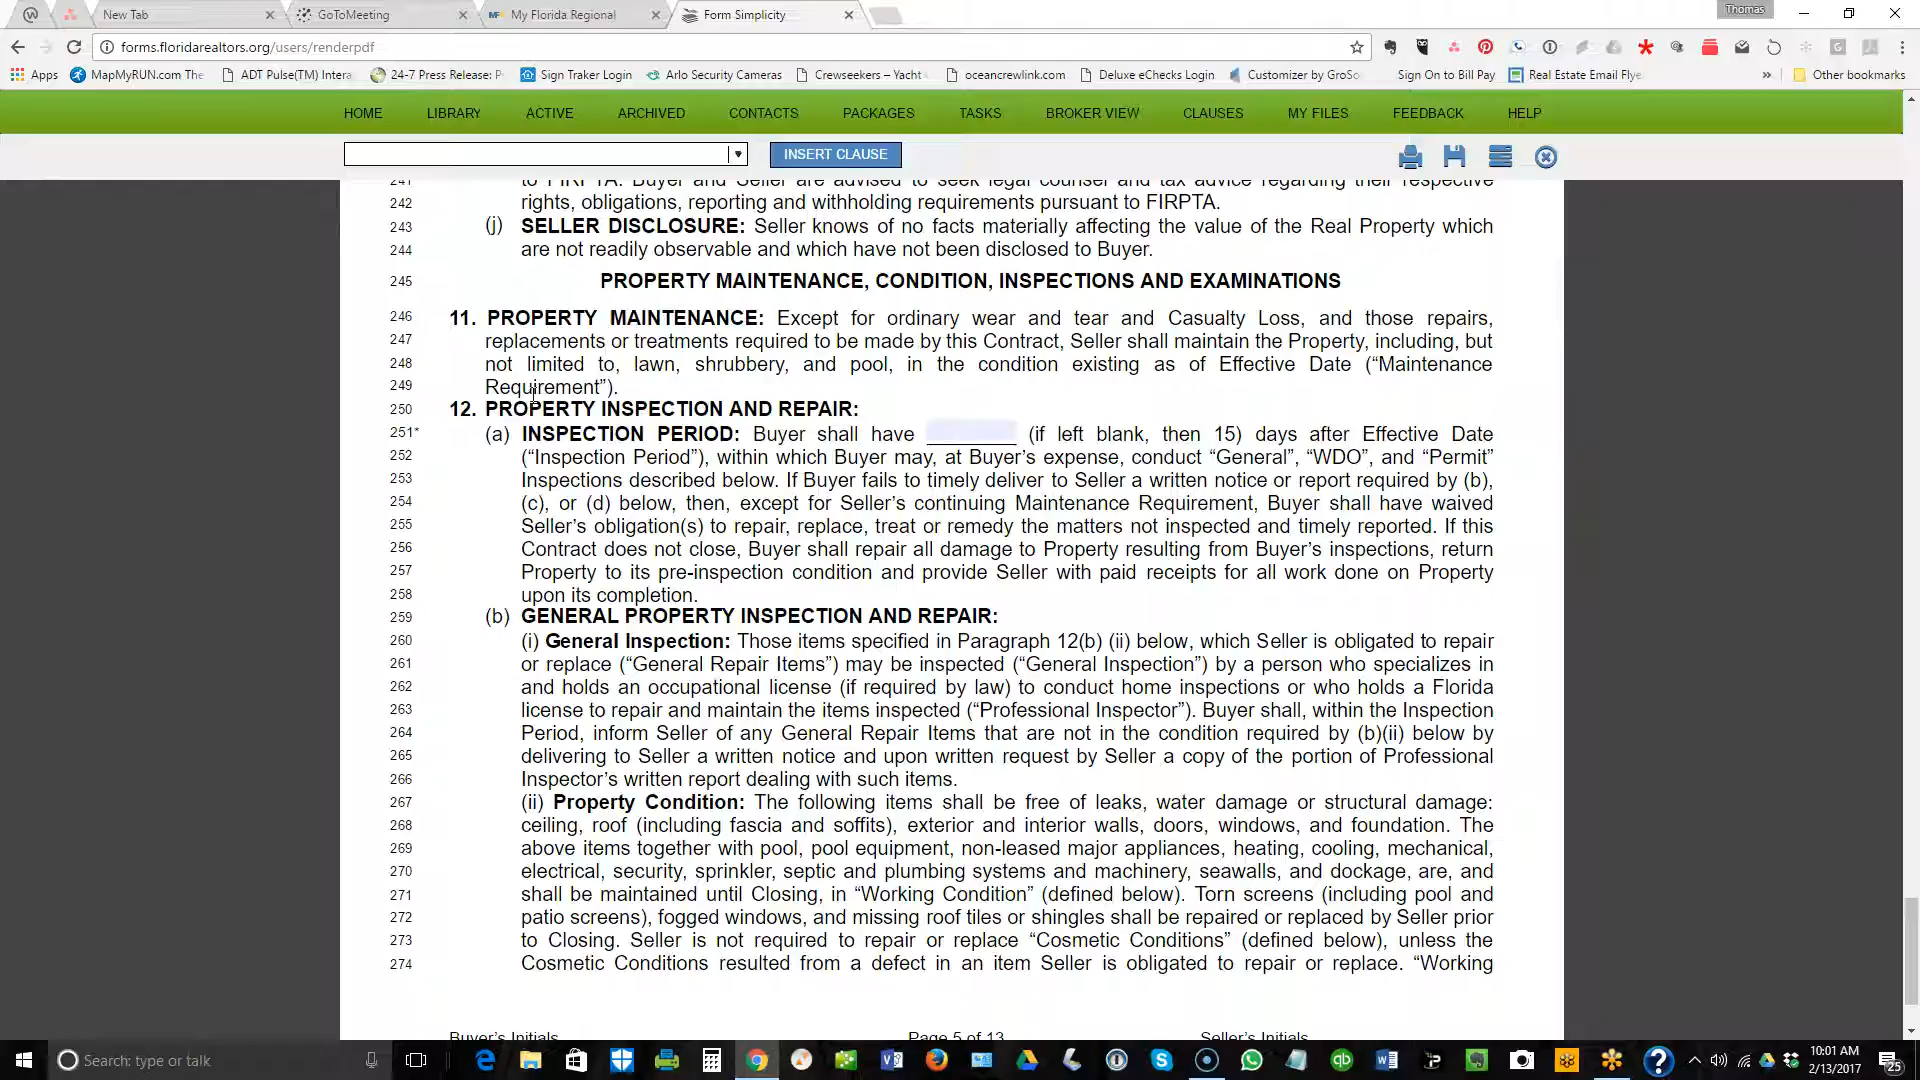 New Tab
GoToMeeting
My Florida Regional
Form Simplicity
Thomas
forms.floridarealtors.org/users/renderpdf
Apps
MapMyRUN.com The
ADT Pulse(TM) Intera
24-7 Press Release: P
Sign Traker Login
Arlo Security Cameras
Crewseekers – Yacht
oceancrewlink.com
Deluxe eChecks Login
Customizer by GroSo
Sign On to Bill Pay
Real Estate Email Flye
»
Other bookmarks
HOME LIBRARY ACTIVE ARCHIVED CONTACTS PACKAGES TASKS BROKER VIEW CLAUSES MY FILES FEEDBACK HELP
INSERT CLAUSE
241 to FIRPTA. Buyer and Seller are advised to seek legal counsel and tax advice regarding their respective
242 rights, obligations, reporting and withholding requirements pursuant to FIRPTA.
243 (j) SELLER DISCLOSURE: Seller knows of no facts materially affecting the value of the Real Property which
244 are not readily observable and which have not been disclosed to Buyer.
245 PROPERTY MAINTENANCE, CONDITION, INSPECTIONS AND EXAMINATIONS
246 11. PROPERTY MAINTENANCE: Except for ordinary wear and tear and Casualty Loss, and those repairs,
247 replacements or treatments required to be made by this Contract, Seller shall maintain the Property, including, but
248 not limited to, lawn, shrubbery, and pool, in the condition existing as of Effective Date (“Maintenance
249 Requirement”).
250 12. PROPERTY INSPECTION AND REPAIR:
251* (a) INSPECTION PERIOD: Buyer shall have (if left blank, then 15) days after Effective Date
252 (“Inspection Period”), within which Buyer may, at Buyer’s expense, conduct “General”, “WDO”, and “Permit”
253 Inspections described below. If Buyer fails to timely deliver to Seller a written notice or report required by (b),
254 (c), or (d) below, then, except for Seller’s continuing Maintenance Requirement, Buyer shall have waived
255 Seller’s obligation(s) to repair, replace, treat or remedy the matters not inspected and timely reported. If this
256 Contract does not close, Buyer shall repair all damage to Property resulting from Buyer’s inspections, return
257 Property to its pre-inspection condition and provide Seller with paid receipts for all work done on Property
258 upon its completion.
259 (b) GENERAL PROPERTY INSPECTION AND REPAIR:
260 (i) General Inspection: Those items specified in Paragraph 12(b) (ii) below, which Seller is obligated to repair
261 or replace (“General Repair Items”) may be inspected (“General Inspection”) by a person who specializes in
262 and holds an occupational license (if required by law) to conduct home inspections or who holds a Florida
263 license to repair and maintain the items inspected (“Professional Inspector”). Buyer shall, within the Inspection
264 Period, inform Seller of any General Repair Items that are not in the condition required by (b)(ii) below by
265 delivering to Seller a written notice and upon written request by Seller a copy of the portion of Professional
266 Inspector’s written report dealing with such items.
267 (ii) Property Condition: The following items shall be free of leaks, water damage or structural damage:
268 ceiling, roof (including fascia and soffits), exterior and interior walls, doors, windows, and foundation. The
269 above items together with pool, pool equipment, non-leased major appliances, heating, cooling, mechanical,
270 electrical, security, sprinkler, septic and plumbing systems and machinery, seawalls, and dockage, are, and
271 shall be maintained until Closing, in “Working Condition” (defined below). Torn screens (including pool and
272 patio screens), fogged windows, and missing roof tiles or shingles shall be repaired or replaced by Seller prior
273 to Closing. Seller is not required to repair or replace “Cosmetic Conditions” (defined below), unless the
274 Cosmetic Conditions resulted from a defect in an item Seller is obligated to repair or replace. “Working
Buyer’s Initials Page 5 of 13 Seller’s Initials
Search: type or talk
10:01 AM
2/13/2017
25